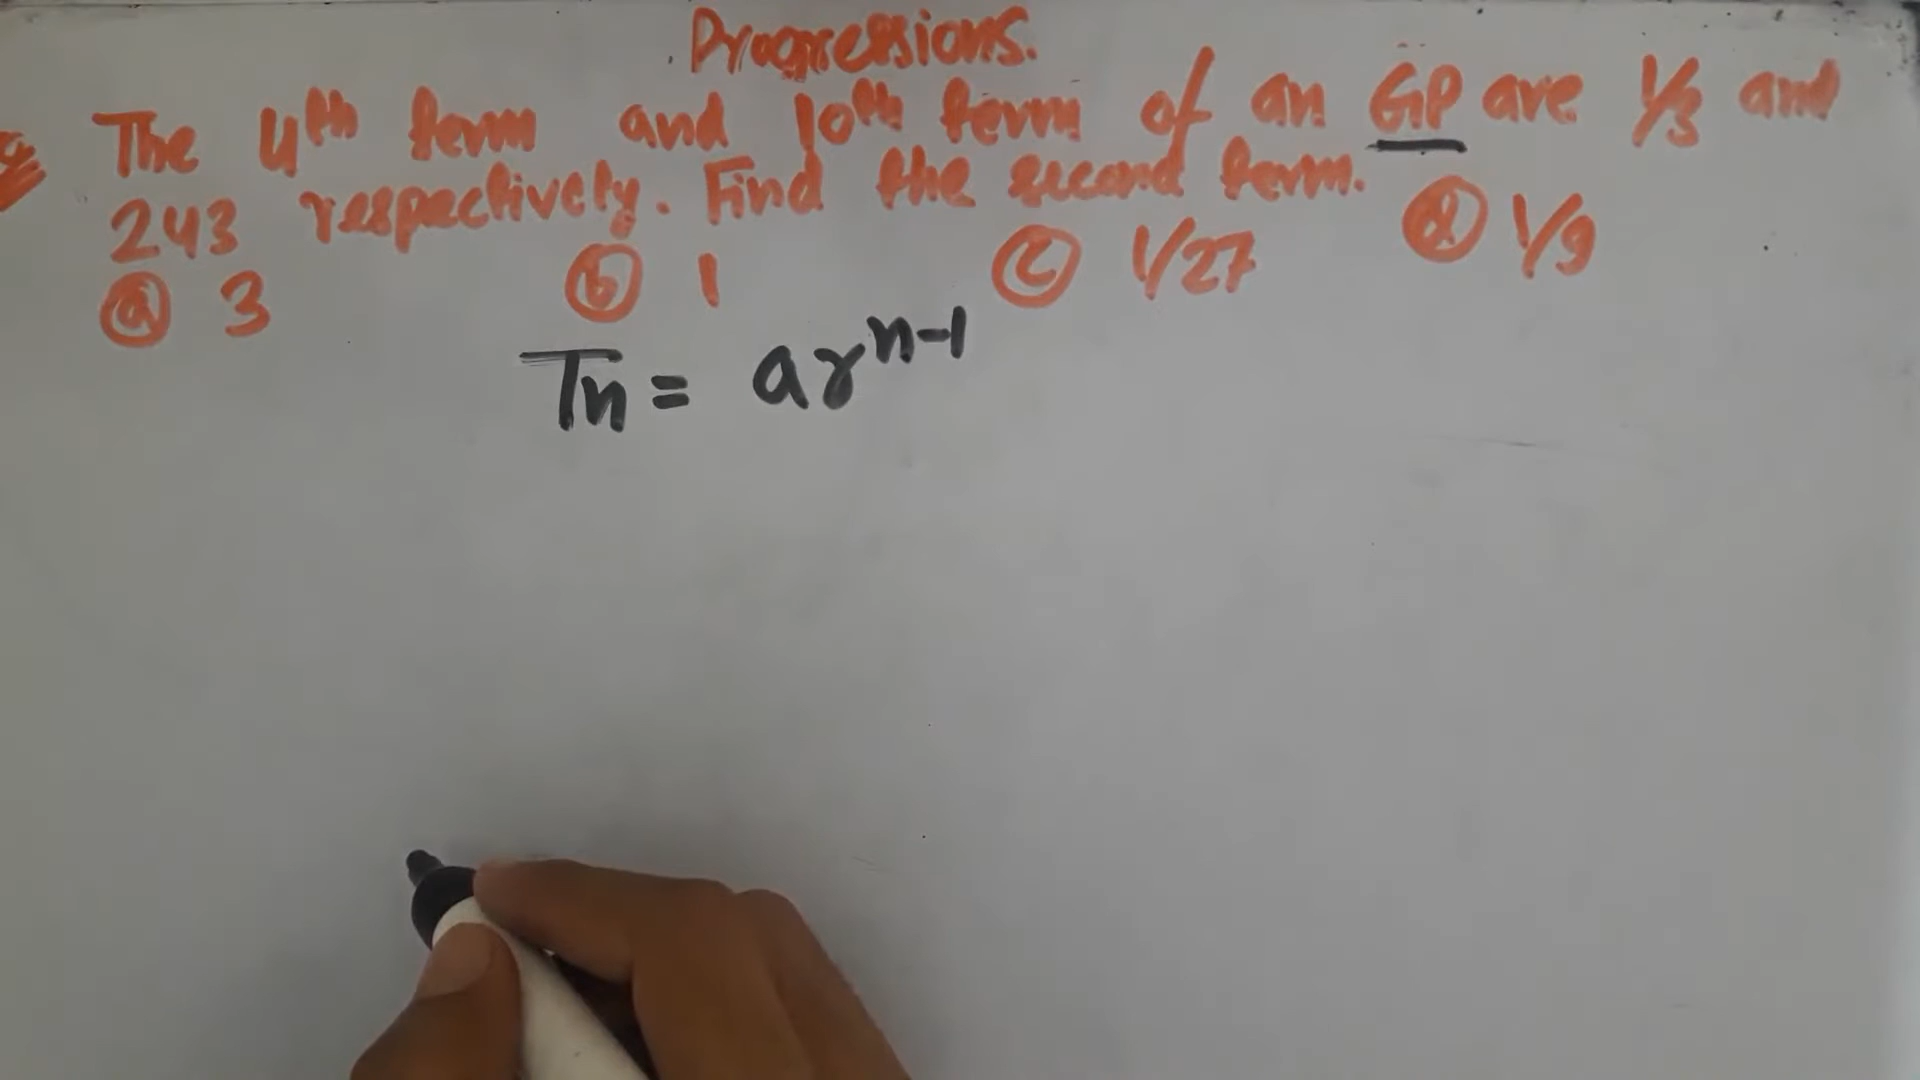 Progressions.
Q The 4th term and 10th term of an GP are 1/3 and
243 respectively. Find the second term.
ⓐ 3 ⓑ 1 ⓒ 1/27 ⓓ 1/9
Tn = ar^n-1